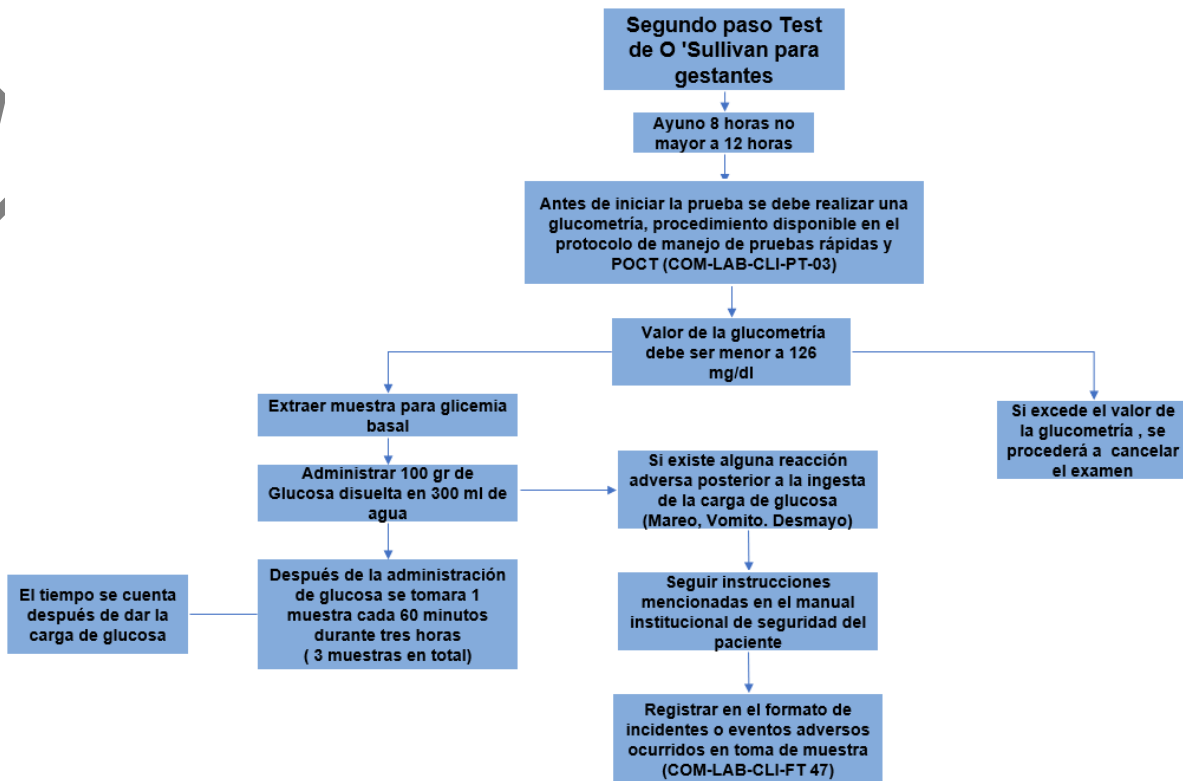 Segundo paso Test
de O 'Sullivan para
gestantes
Ayuno 8 horas no
mayor a 12 horas
Antes de iniciar la prueba se debe realizar una
glucometría, procedimiento disponible en el
protocolo de manejo de pruebas rápidas y
POCT (COM-LAB-CLI-PT-03)
Valor de la glucometría
debe ser menor a 126
mg/dl
Extraer muestra para glicemia
basal
Si excede el valor de
la glucometría , se
procederá a cancelar
el examen
Administrar 100 gr de
Glucosa disuelta en 300 ml de
agua
Si existe alguna reacción
adversa posterior a la ingesta
de la carga de glucosa
(Mareo, Vomito. Desmayo)
El tiempo se cuenta
después de dar la
carga de glucosa
Después de la administración
de glucosa se tomara 1
muestra cada 60 minutos
durante tres horas
( 3 muestras en total)
Seguir instrucciones
mencionadas en el manual
institucional de seguridad del
paciente
Registrar en el formato de
incidentes o eventos adversos
ocurridos en toma de muestra
(COM-LAB-CLI-FT 47)